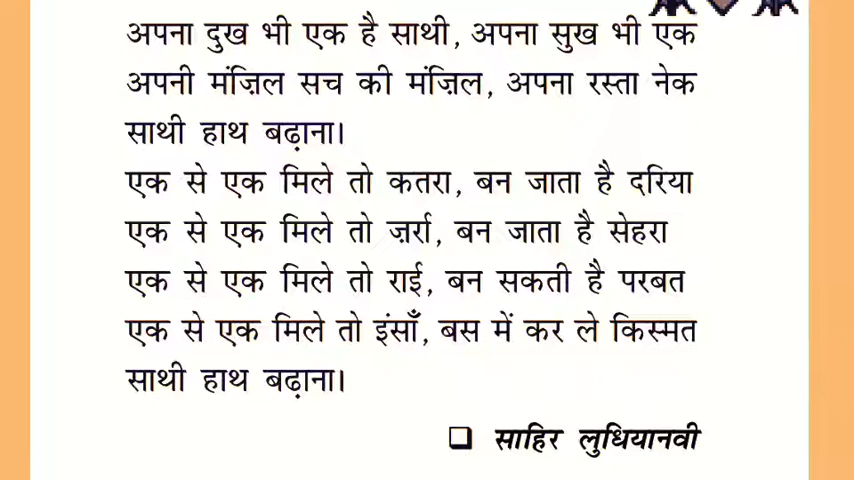 अपना दुख भी एक है साथी, अपना सुख भी एक
अपनी मंज़िल सच की मंज़िल, अपना रस्ता नेक
साथी हाथ बढ़ाना।
एक से एक मिले तो कतरा, बन जाता है दरिया
एक से एक मिले तो ज़र्रा, बन जाता है सेहरा
एक से एक मिले तो राई, बन सकती है परबत
एक से एक मिले तो इंसाँ, बस में कर ले किस्मत
साथी हाथ बढ़ाना।
❑ साहिर लुधियानवी